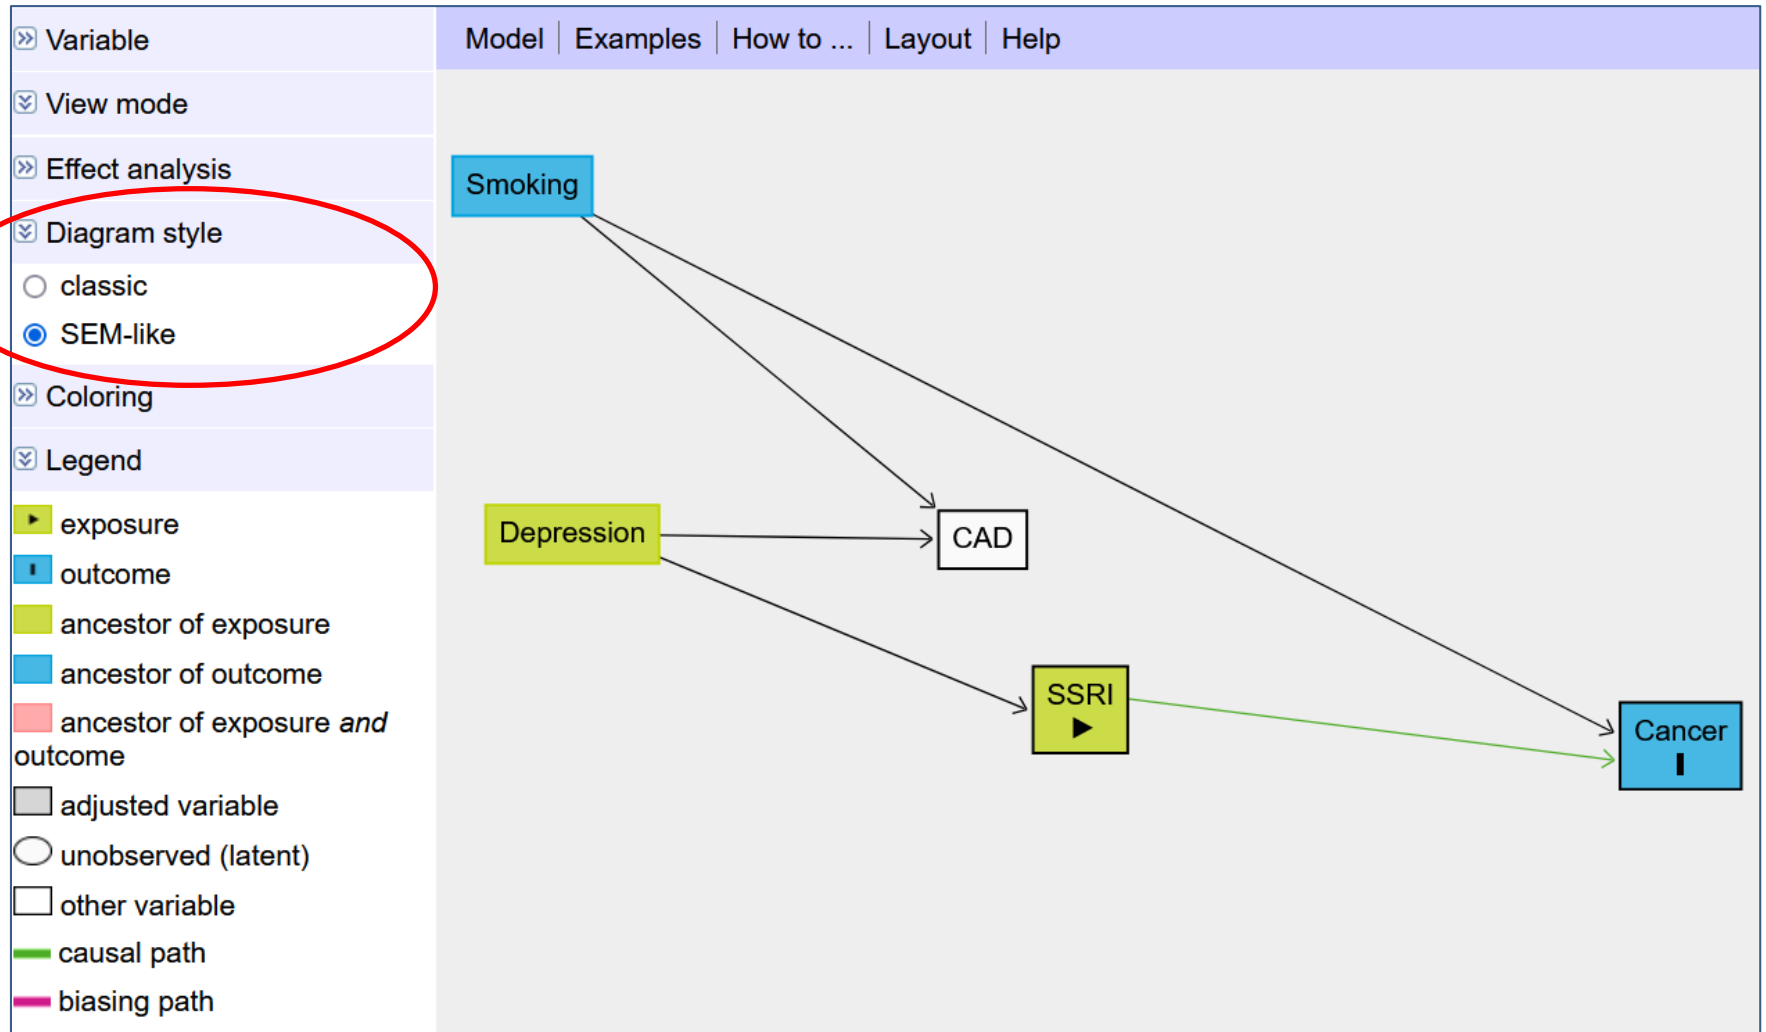 Variable
View mode
Effect analysis
Diagram style
classic
SEM-like
Coloring
Legend
exposure
outcome
ancestor of exposure
ancestor of outcome
ancestor of exposure and
outcome
adjusted variable
unobserved (latent)
other variable
causal path
biasing path
Model | Examples | How to ... | Layout | Help
Smoking
Depression
CAD
SSRI
Cancer